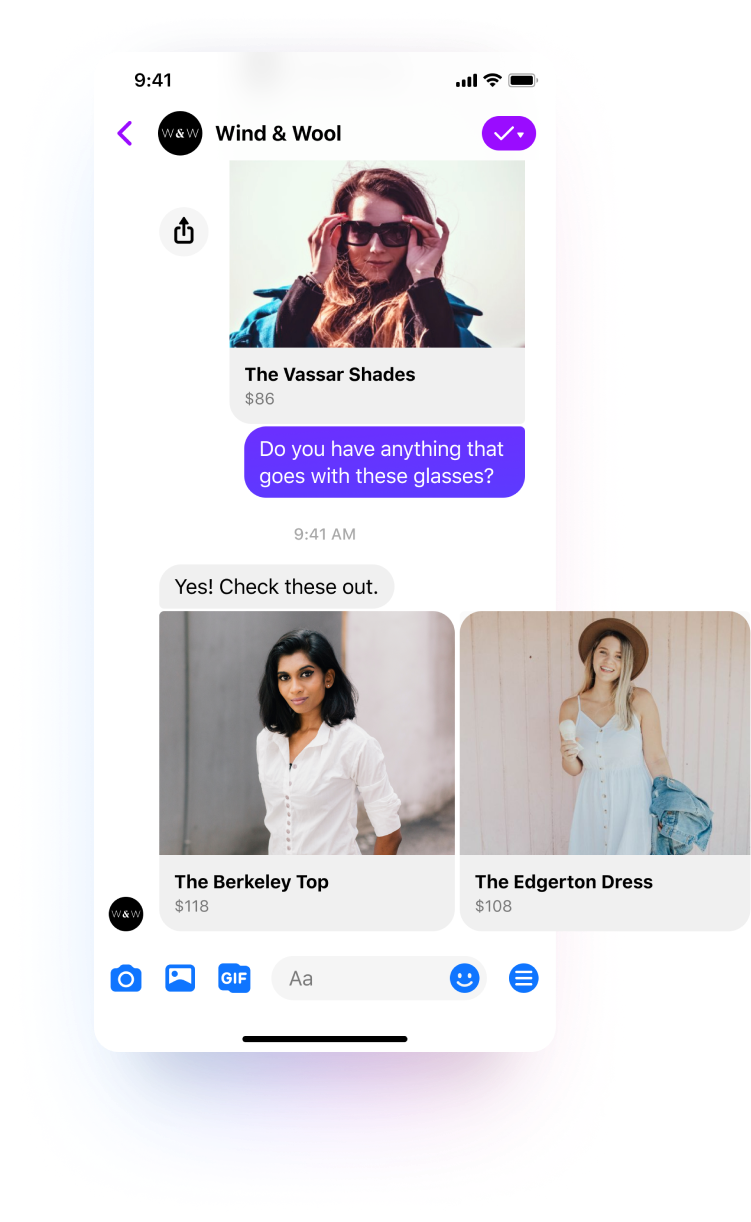 9:41
W&W
Wind & Wool
The Vassar Shades
$86
Do you have anything that
goes with these glasses?
9:41 AM
Yes! Check these out.
The Berkeley Top
$118
The Edgerton Dress
$108
W&W
GIF
Aa